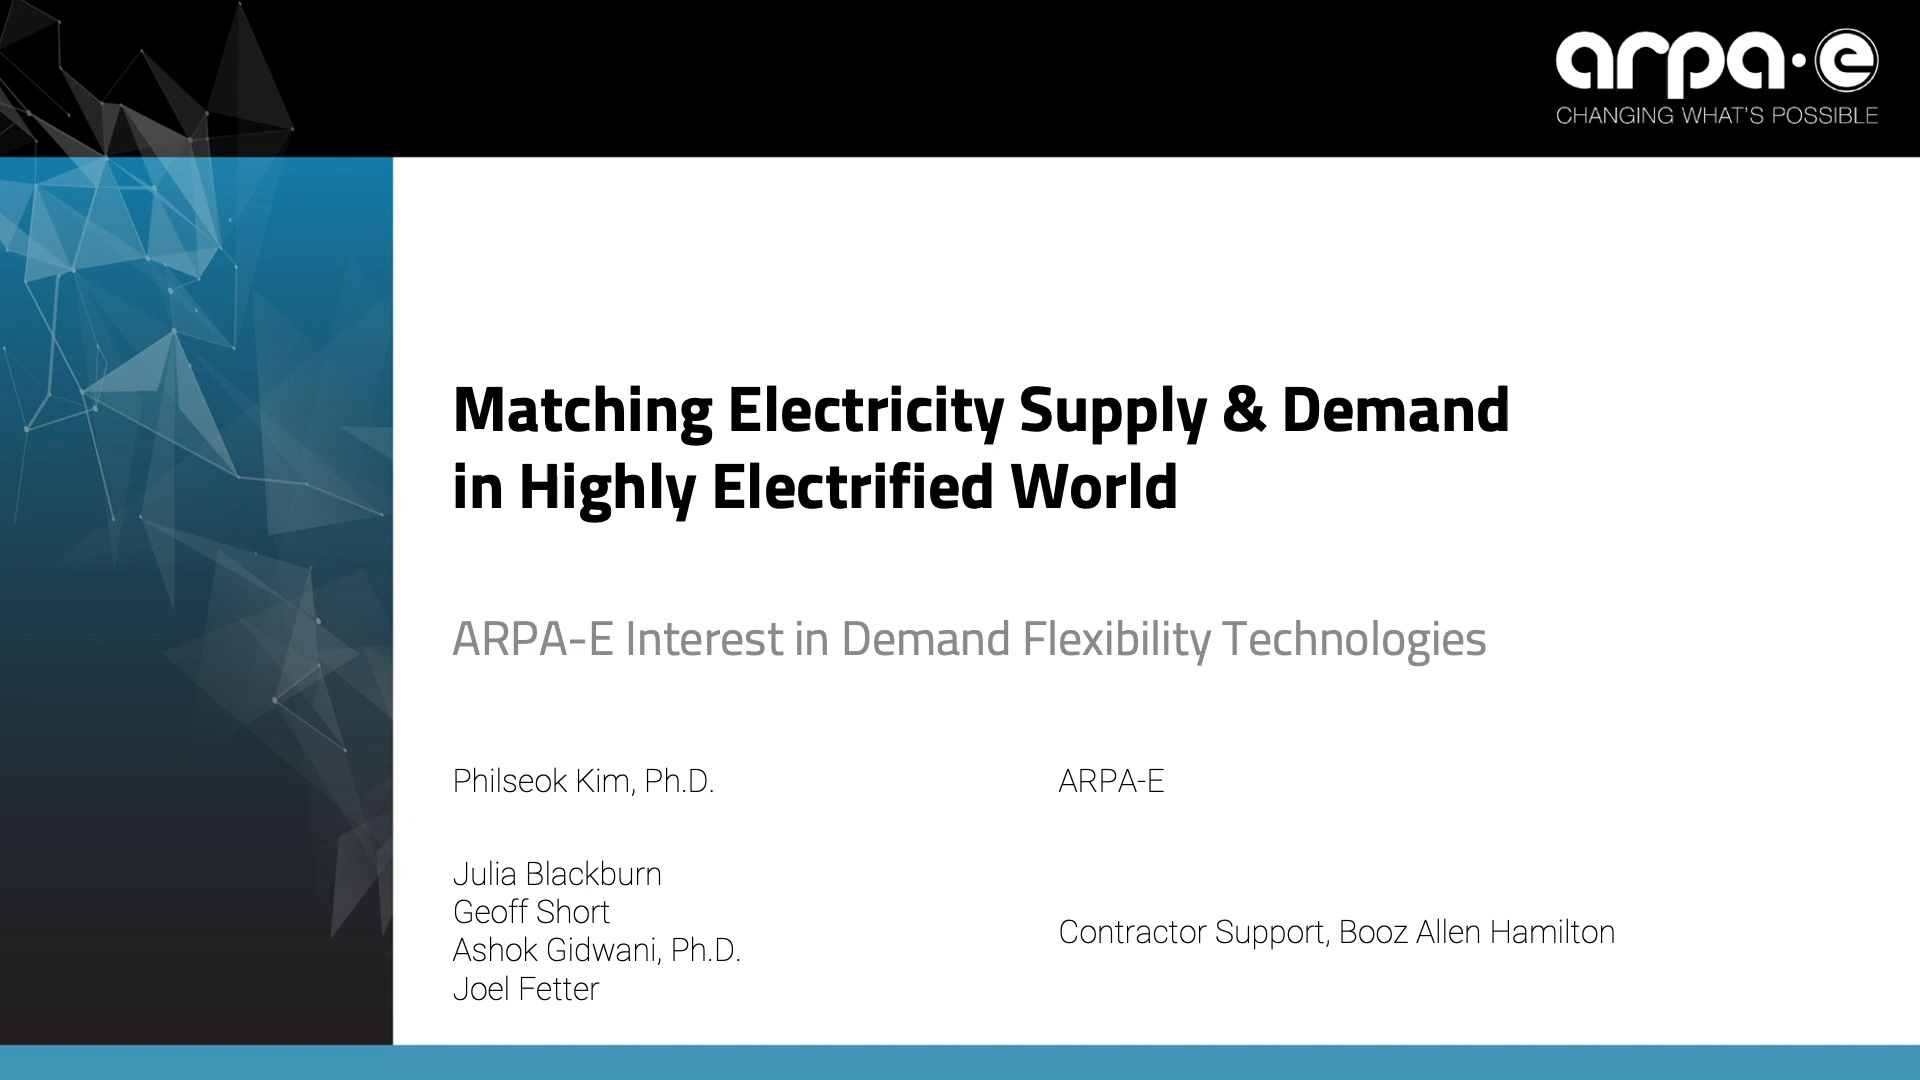 arpa·e
CHANGING WHAT'S POSSIBLE
Matching Electricity Supply & Demand
in Highly Electrified World
ARPA-E Interest in Demand Flexibility Technologies
Philseok Kim, Ph.D.
ARPA-E
Julia Blackburn
Geoff Short
Ashok Gidwani, Ph.D.
Joel Fetter
Contractor Support, Booz Allen Hamilton